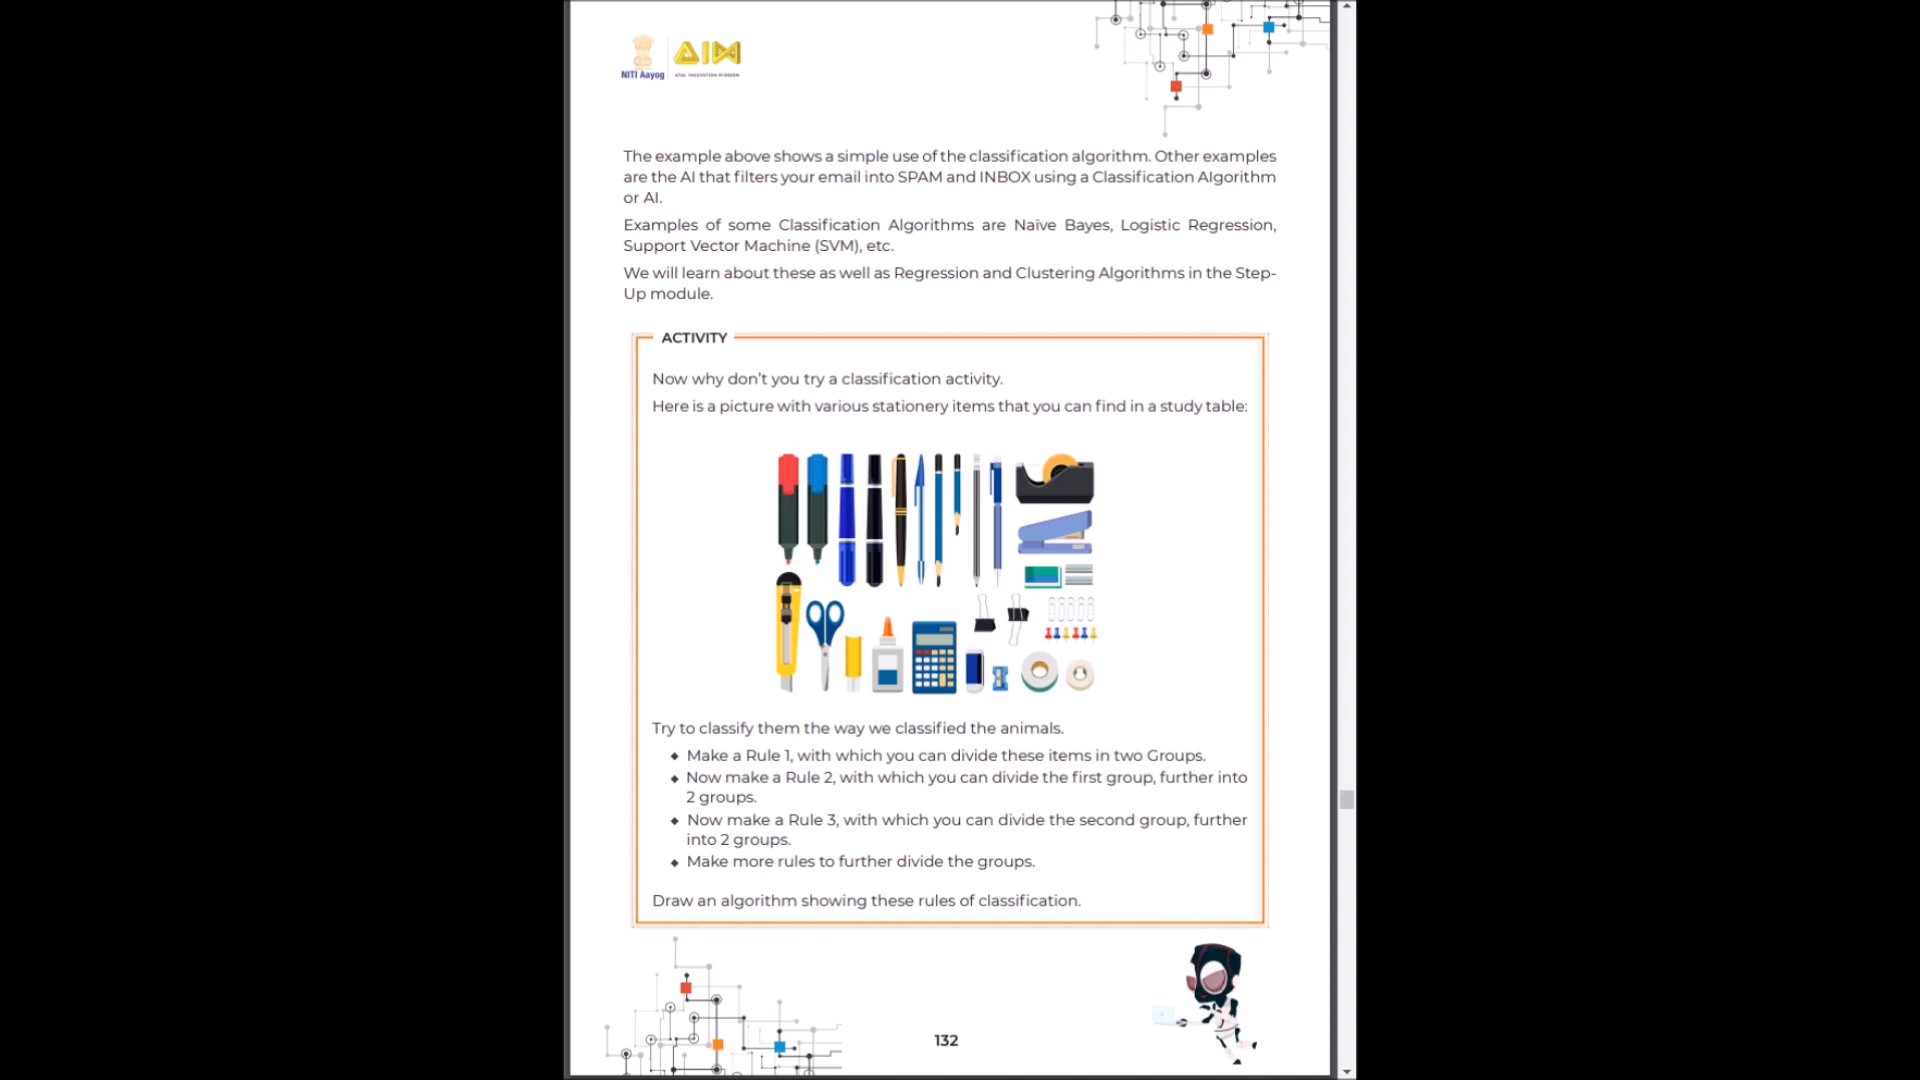 NITI Aayog
AIM
ATAL INNOVATION MISSION
The example above shows a simple use of the classification algorithm. Other examples
are the AI that filters your email into SPAM and INBOX using a Classification Algorithm
or AI.
Examples of some Classification Algorithms are Naïve Bayes, Logistic Regression,
Support Vector Machine (SVM), etc.
We will learn about these as well as Regression and Clustering Algorithms in the Step-
Up module.
ACTIVITY
Now why don't you try a classification activity.
Here is a picture with various stationery items that you can find in a study table:
Try to classify them the way we classified the animals.
◆ Make a Rule 1, with which you can divide these items in two Groups.
◆ Now make a Rule 2, with which you can divide the first group, further into
2 groups.
◆ Now make a Rule 3, with which you can divide the second group, further
into 2 groups.
◆ Make more rules to further divide the groups.
Draw an algorithm showing these rules of classification.
132